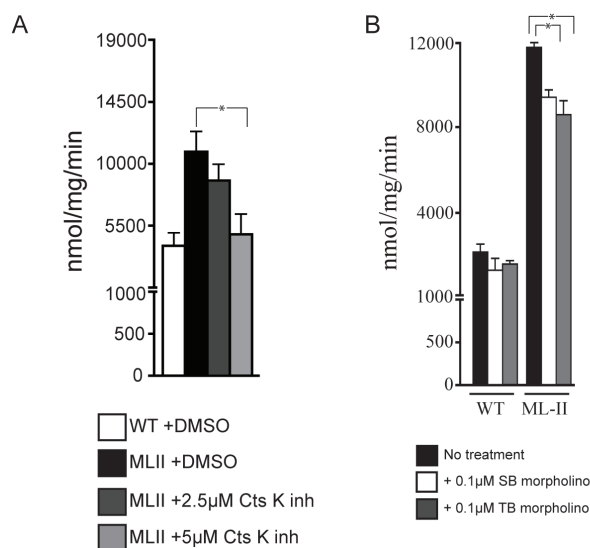 A
nmol/mg/min
19000
14500
10000
5500
1000
500
0
*
WT +DMSO
MLII +DMSO
MLII +2.5µM Cts K inh
MLII +5µM Cts K inh
B
nmol/mg/min
12000
8000
4000
1000
500
0
*
*
WT ML-II
No treatment
+ 0.1µM SB morpholino
+ 0.1µM TB morpholino